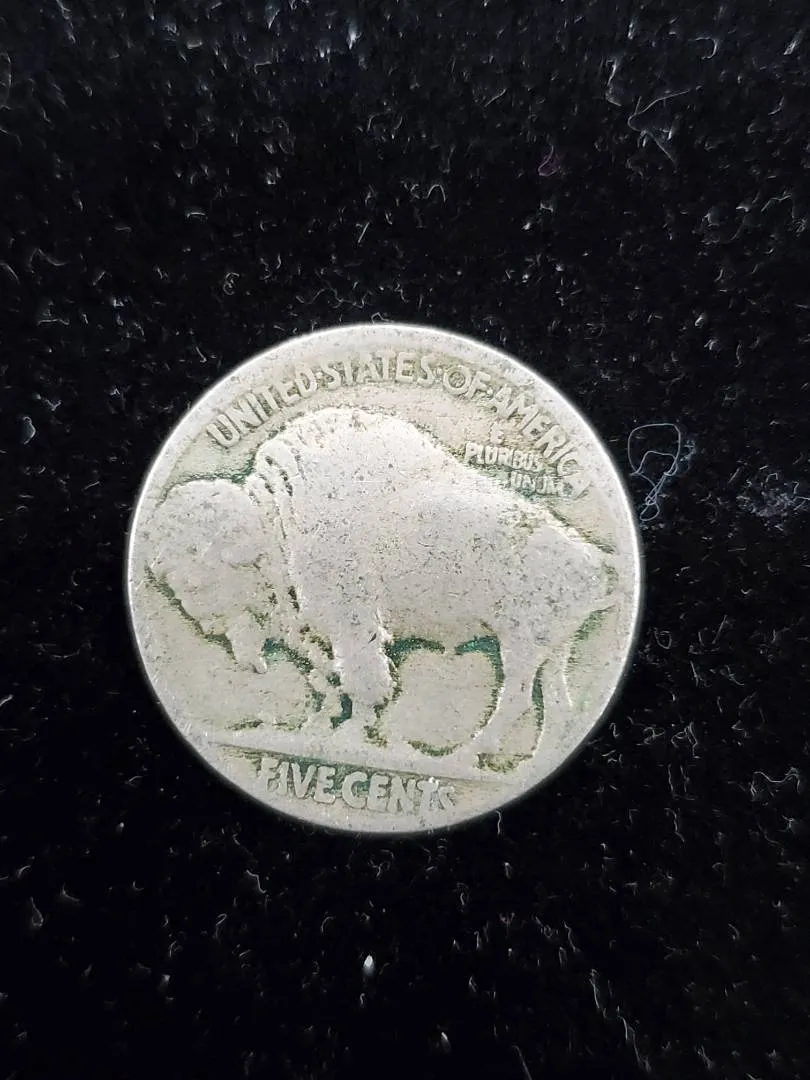 UNITED·STATES·OF·AMERICA
E
PLURIBUS
UNUM
FIVE CENTS